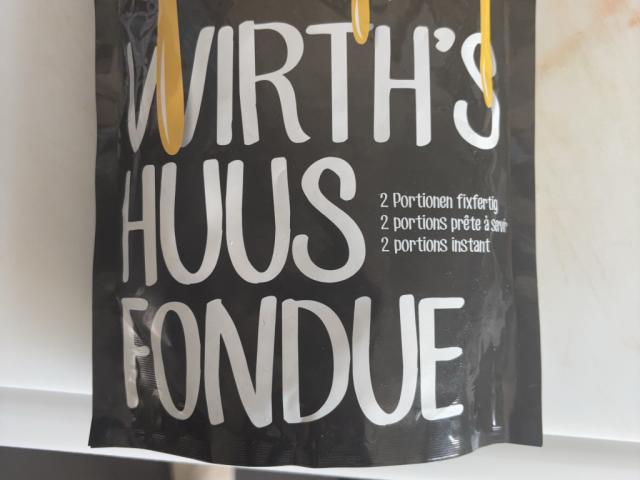 WIRTH'S
HUUS
2 Portionen fixfertig
2 portions prête à servir
2 portions instant
FONDUE